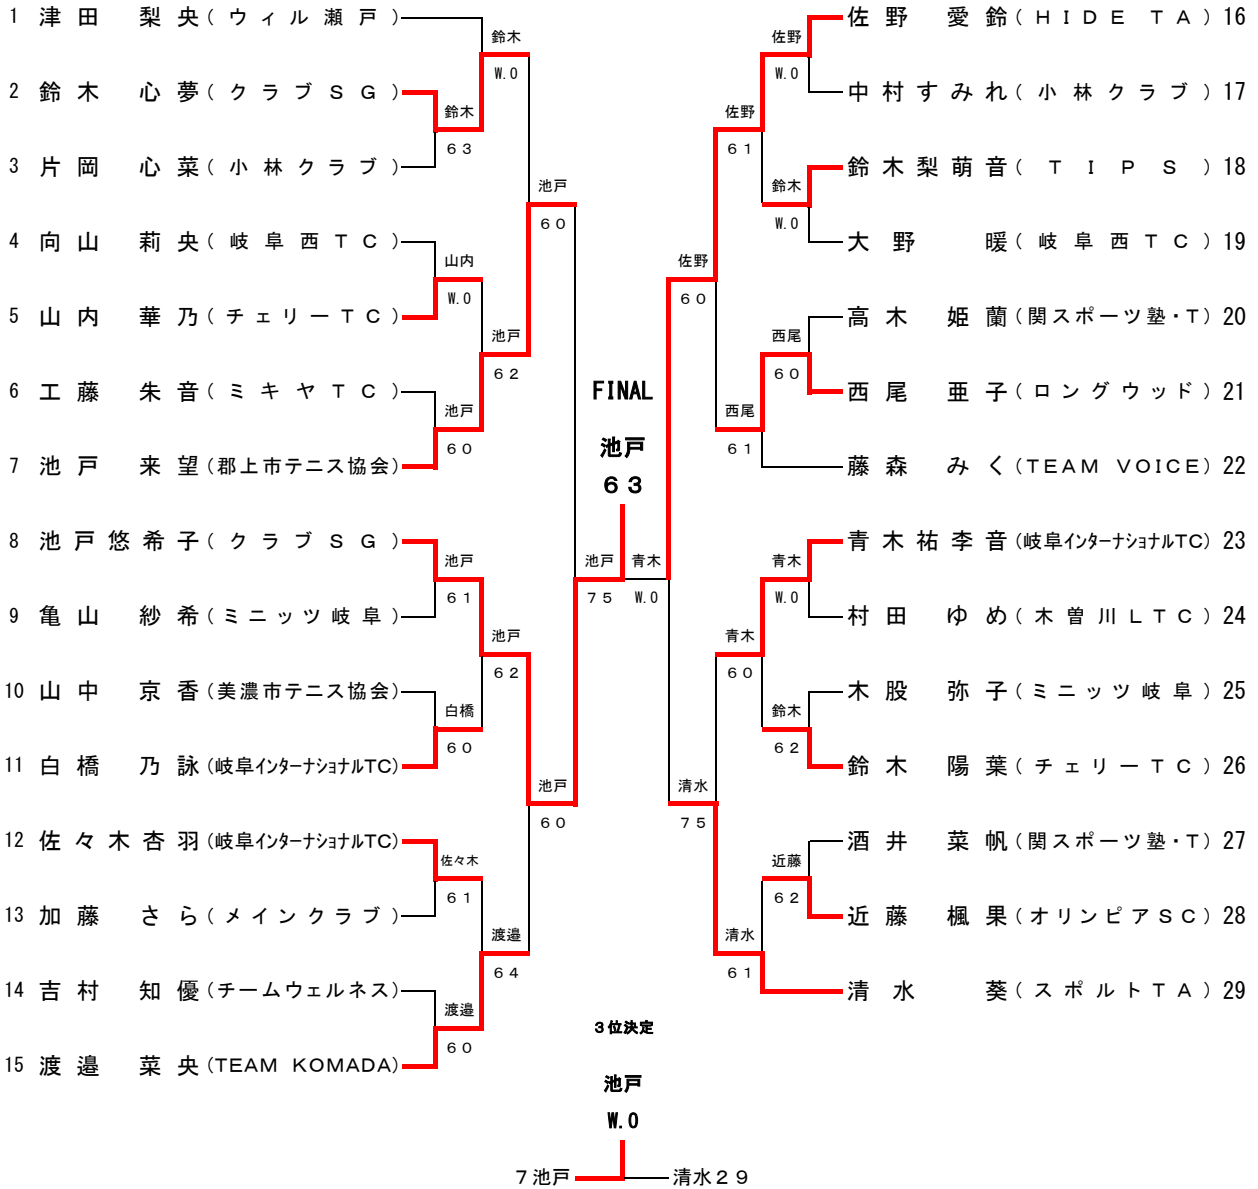 1 津田 梨央 (ウィル瀬戸)
2 鈴木 心夢 (クラブSG)
3 片岡 心菜 (小林クラブ)
4 向山 莉央 (岐阜西TC)
5 山内 華乃 (チェリーTC)
6 工藤 朱音 (ミキヤTC)
7 池戸 来望 (郡上市テニス協会)
8 池戸悠希子 (クラブSG)
9 亀山 紗希 (ミニッツ岐阜)
10 山中 京香 (美濃市テニス協会)
11 白橋 乃詠 (岐阜インターナショナルTC)
12 佐々木杏羽 (岐阜インターナショナルTC)
13 加藤 さら (メインクラブ)
14 吉村 知優 (チームウェルネス)
15 渡邉 菜央 (TEAM KOMADA)
鈴木
W.0
鈴木
63
池戸
60
山内
W.0
池戸
62
池戸
60
池戸
61
池戸
62
白橋
60
池戸
60
佐々木
61
渡邉
64
渡邉
60
FINAL
池戸
63
池戸
75
青木
W.0
3位決定
池戸
W.0
7池戸
清水29
佐野
W.0
佐野
61
鈴木
W.0
佐野
60
西尾
60
西尾
61
青木
W.0
青木
60
鈴木
62
清水
75
近藤
62
清水
61
佐野 愛鈴 (HIDE TA) 16
中村すみれ (小林クラブ) 17
鈴木梨萌音 (TIPS) 18
大野 暖 (岐阜西TC) 19
高木 姫蘭 (関スポーツ塾・T) 20
西尾 亜子 (ロングウッド) 21
藤森 みく (TEAM VOICE) 22
青木祐李音 (岐阜インターナショナルTC) 23
村田 ゆめ (木曽川LTC) 24
木股 弥子 (ミニッツ岐阜) 25
鈴木 陽葉 (チェリーTC) 26
酒井 菜帆 (関スポーツ塾・T) 27
近藤 楓果 (オリンピアSC) 28
清水 葵 (スポルトTA) 29